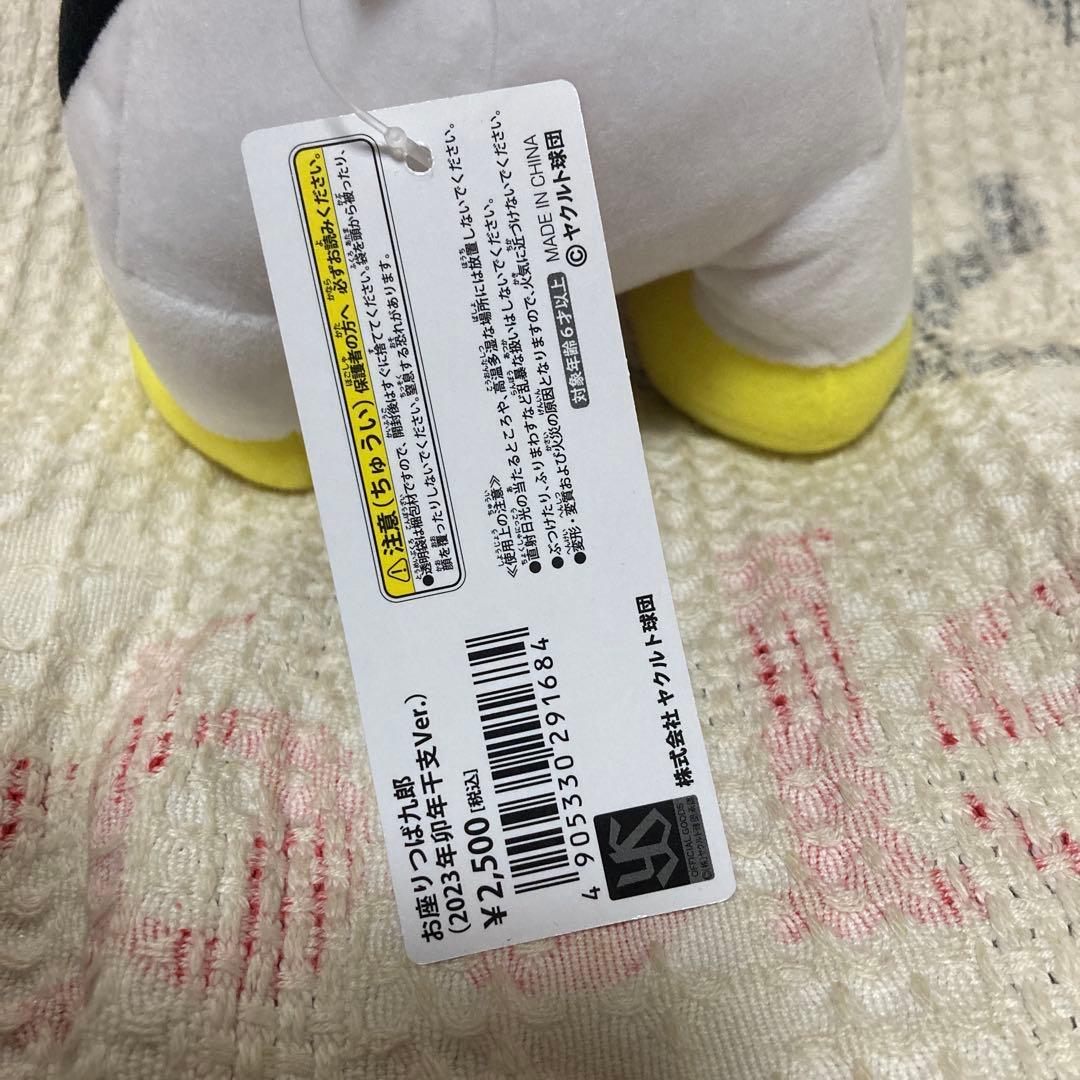 注意(ちゅうい) 保護者の方へ 必ずお読みください。
●透明袋は梱包材ですので、開封後はすぐに捨ててください。袋を頭から被ったり、
顔を覆ったりしないでください。窒息する恐れがあります。
≪使用上の注意≫
●直射日光の当たるところや、高温多湿な場所には放置しないでください。
●ぶつけたり、ふりまわすなど乱暴な扱いはしないでください。
●変形・変質および火災の原因となりますので、火気に近づけないでください。
対象年齢6才以上 MADE IN CHINA
©ヤクルト球団
お座りつば九郎
(2023年卯年干支Ver.)
¥2,500[税込]
4 905330 291684
YS
OFFICIAL GOODS
株式会社 ヤクルト球団